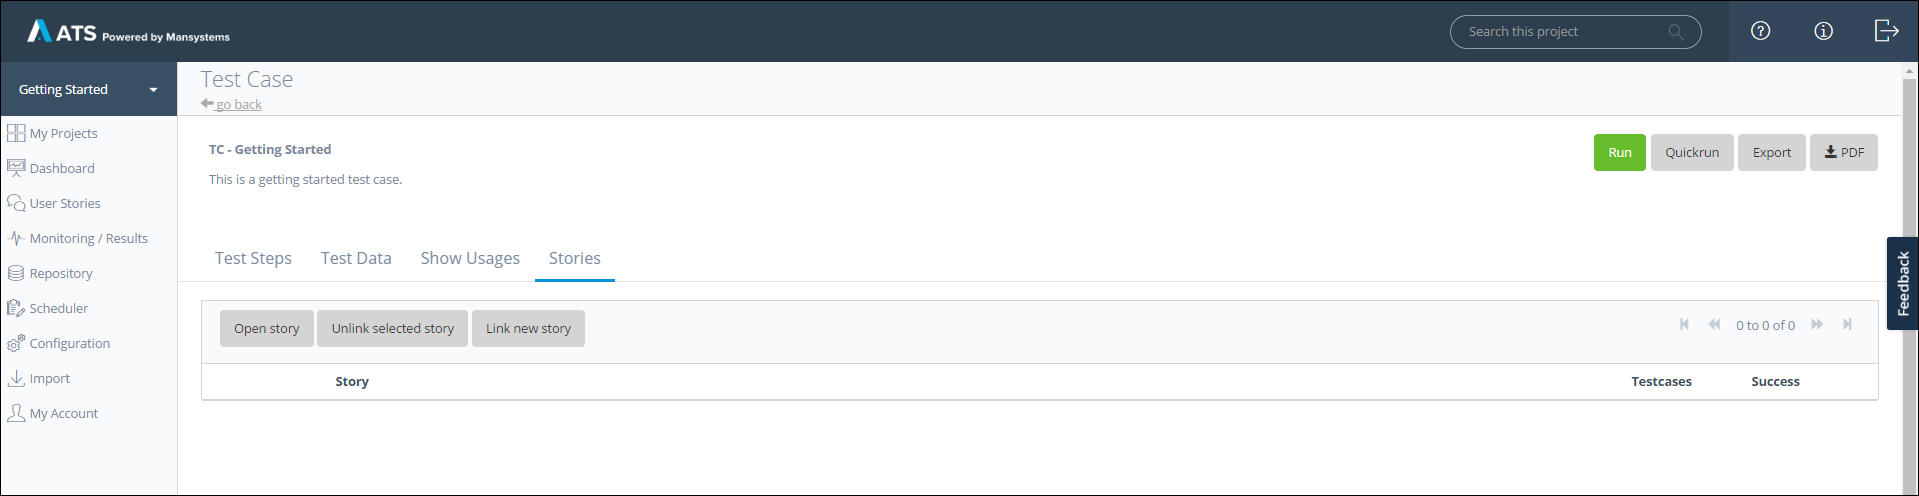 ATS Powered by Mansystems
Search this project
Getting Started
Test Case
go back
My Projects
Dashboard
User Stories
Monitoring / Results
Repository
Scheduler
Configuration
Import
My Account
TC - Getting Started
This is a getting started test case.
Run Quickrun Export PDF
Test Steps Test Data Show Usages Stories
Open story Unlink selected story Link new story
0 to 0 of 0
Story Testcases Success
Feedback